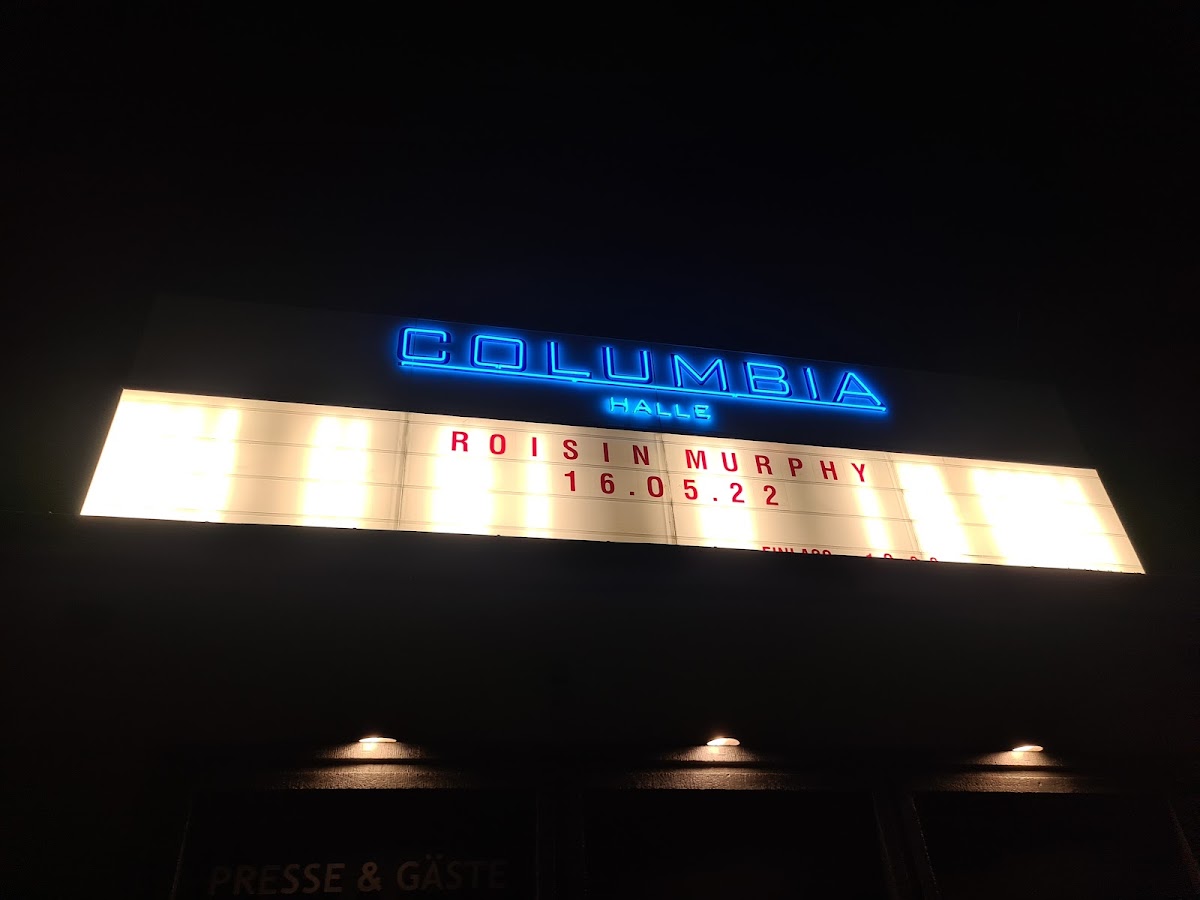 COLUMBIA
HALLE
ROISIN MURPHY
16.05.22
PRESSE & GÄSTE